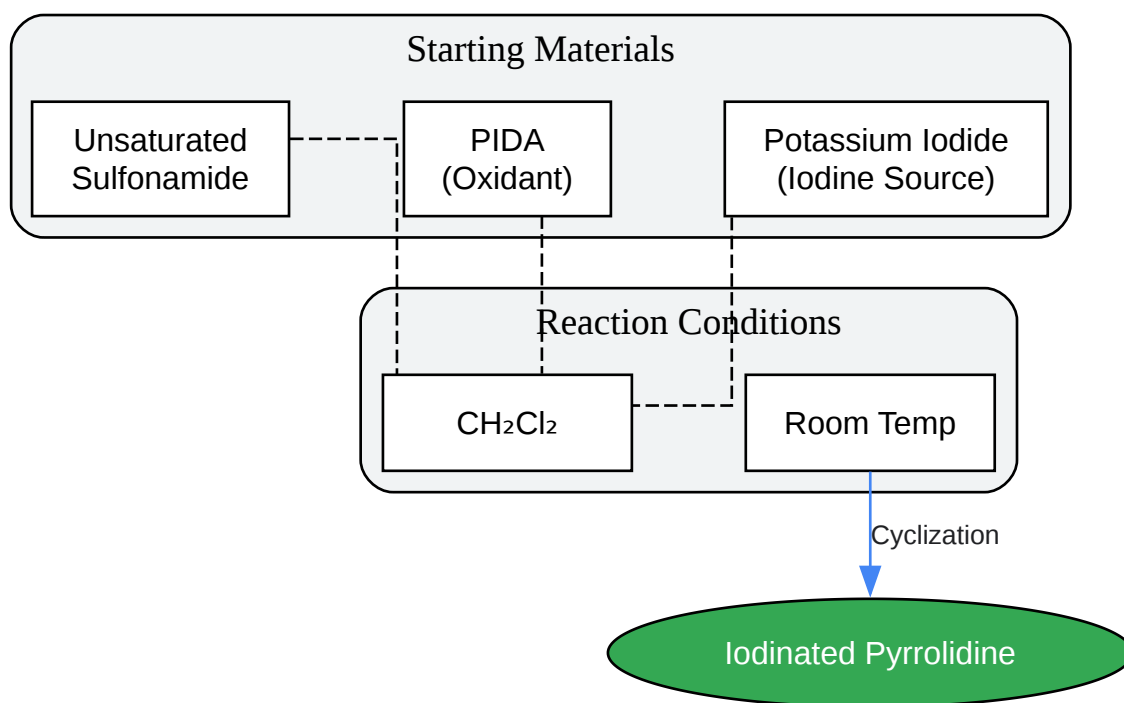 Starting Materials
Unsaturated
Sulfonamide
PIDA
(Oxidant)
Potassium Iodide
(Iodine Source)
Reaction Conditions
CH₂Cl₂
Room Temp
Cyclization
Iodinated Pyrrolidine